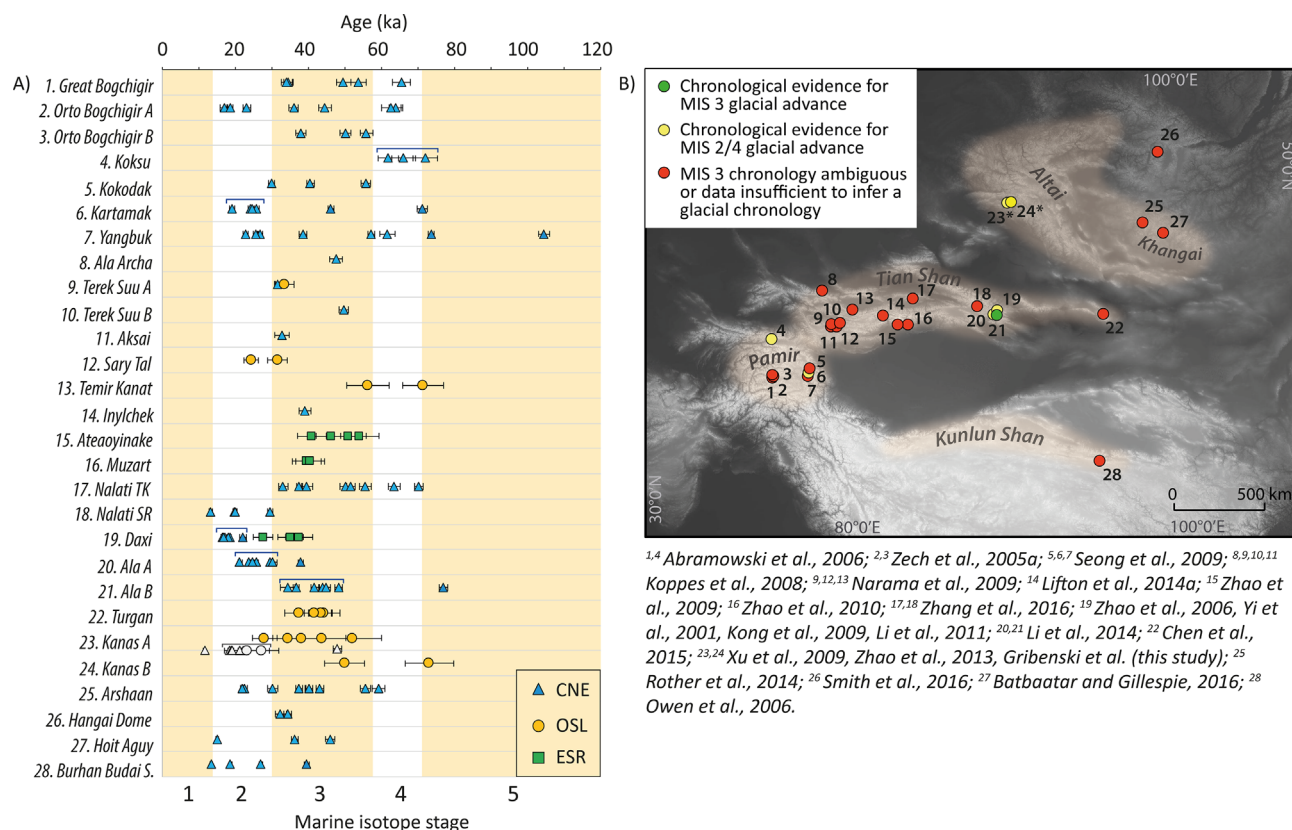 Age (ka)
0 20 40 60 80 100 120
A)
1. Great Bogchigir
2. Orto Bogchigir A
3. Orto Bogchigir B
4. Koksu
5. Kokodak
6. Kartamak
7. Yangbuk
8. Ala Archa
9. Terek Suu A
10. Terek Suu B
11. Aksai
12. Sary Tal
13. Temir Kanat
14. Inylchek
15. Ateaoyinake
16. Muzart
17. Nalati TK
18. Nalati SR
19. Daxi
20. Ala A
21. Ala B
22. Turgan
23. Kanas A
24. Kanas B
25. Arshaan
26. Hangai Dome
27. Hoit Aguy
28. Burhan Budai S.
CNE
OSL
ESR
1 2 3 4 5
Marine isotope stage
B)
Chronological evidence for
MIS 3 glacial advance
Chronological evidence for
MIS 2/4 glacial advance
MIS 3 chronology ambiguous
or data insufficient to infer a
glacial chronology
100°0'E
50°0'N
26
Altai
23* 24*
25
27
Khangai
Tian Shan
8
17
18 19
13
10
14
9
20
21
22
11 12
15 16
4
Pamir
5
3
6
1 2
7
Kunlun Shan
28
30°0'N
0 500 km
80°0'E
100°0'E
1,4 Abramowski et al., 2006; 2,3 Zech et al., 2005a; 5,6,7 Seong et al., 2009; 8,9,10,11
Koppes et al., 2008; 9,12,13 Narama et al., 2009; 14 Lifton et al., 2014a; 15 Zhao
et al., 2009; 16 Zhao et al., 2010; 17,18 Zhang et al., 2016; 19 Zhao et al., 2006, Yi et
al., 2001, Kong et al., 2009, Li et al., 2011; 20,21 Li et al., 2014; 22 Chen et al.,
2015; 23,24 Xu et al., 2009, Zhao et al., 2013, Gribenski et al. (this study); 25
Rother et al., 2014; 26 Smith et al., 2016; 27 Batbaatar and Gillespie, 2016; 28
Owen et al., 2006.